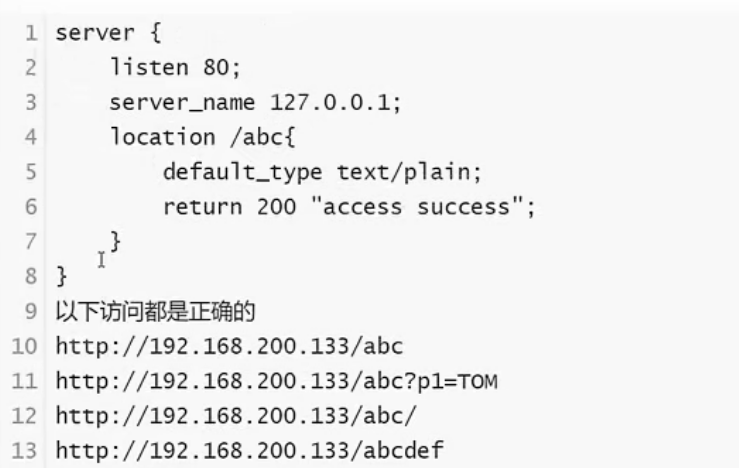 1 server {
2     listen 80;
3     server_name 127.0.0.1;
4     location /abc{
5         default_type text/plain;
6         return 200 "access success";
7     }
8 }
9 以下访问都是正确的
10 http://192.168.200.133/abc
11 http://192.168.200.133/abc?p1=TOM
12 http://192.168.200.133/abc/
13 http://192.168.200.133/abcdef